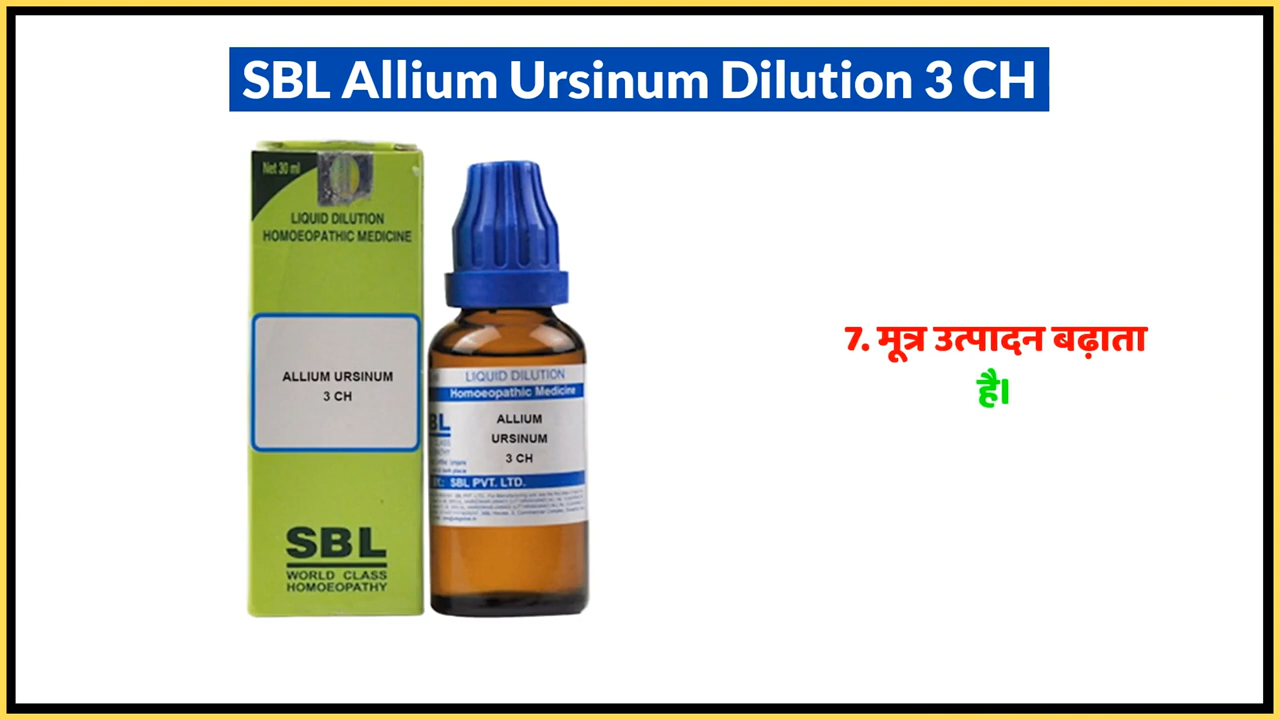 SBL Allium Ursinum Dilution 3 CH
Net 30 ml
LIQUID DILUTION
HOMOEOPATHIC MEDICINE
ALLIUM URSINUM
3 CH
SBL
WORLD CLASS
HOMOEOPATHY
LIQUID DILUTION
Homoeopathic Medicine
BL
ALLIUM
URSINUM
3 CH
SBL PVT. LTD.
7. मूत्र उत्पादन बढ़ाता
है।